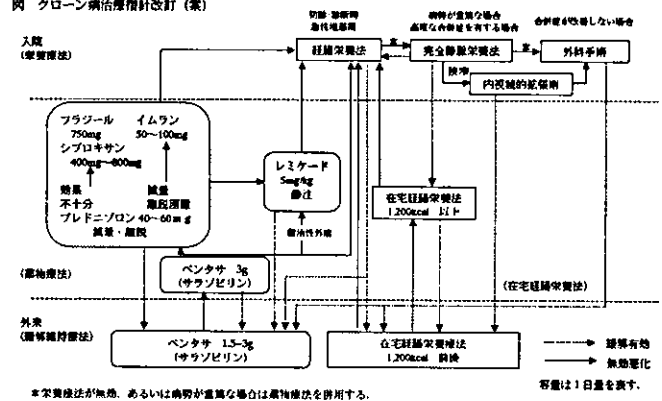 図 クローン病治療指針改訂（案）
初診・診断時
急性増悪期
病勢が重篤な場合
高度な合併症を有する場合
合併症が改善しない場合
入院
(栄養療法)
経腸栄養法
*
完全静脈栄養法
*
外科手術
狭窄
内視鏡的拡張術
フラジール イムラン
750mg 50～100mg
シプロキサン
400mg～800mg
効果 減量
不十分 離脱困難
プレドニゾロン 40～60mg
減量・離脱
レミケード
5mg/kg
静注
難治性外瘻
在宅経腸栄養法
1,200kcal 以上
ペンタサ 3g
(サラゾピリン)
(薬物療法)
(在宅経腸栄養法)
外来
(緩解維持療法)
ペンタサ 1.5-3g
(サラゾピリン)
在宅経腸栄養療法
1,200kcal 前後
緩解有効
無効悪化
*栄養療法が無効、あるいは病勢が重篤な場合は薬物療法を併用する。
容量は1日量を表す。